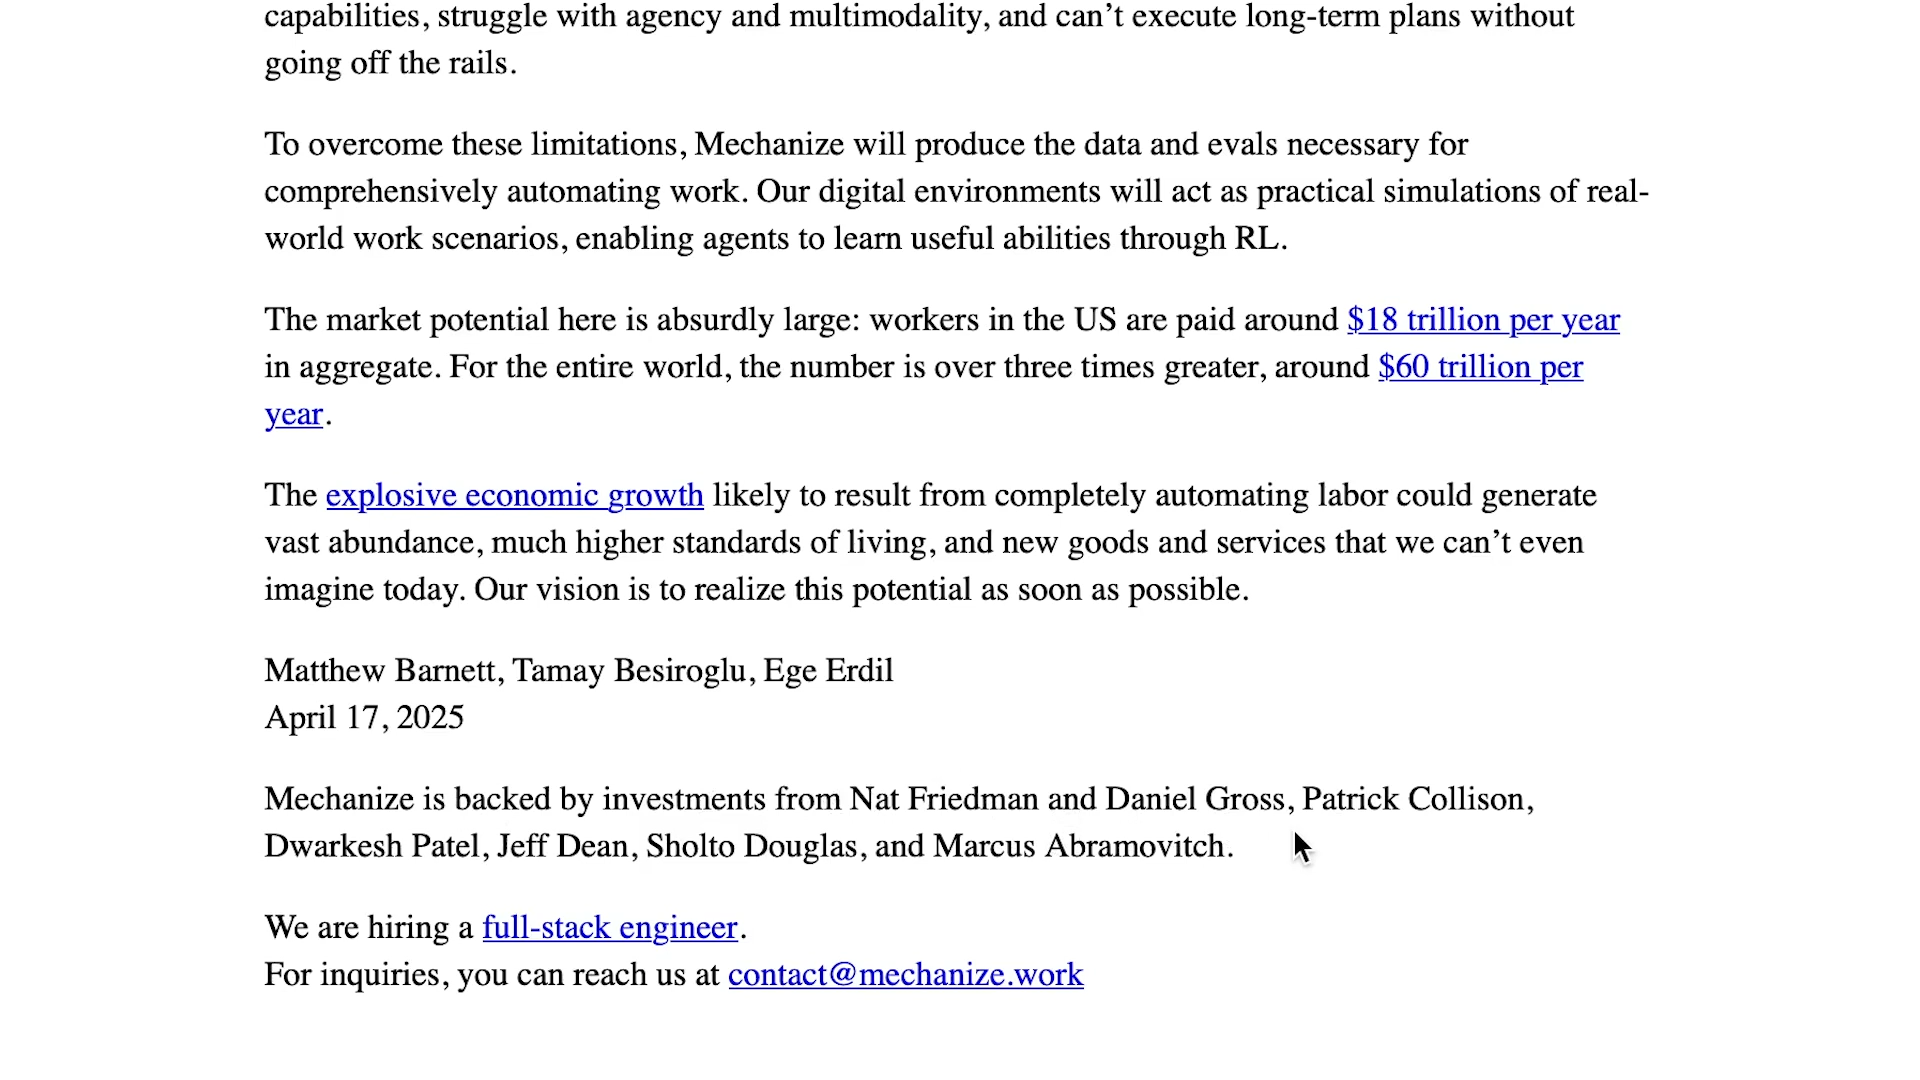 capabilities, struggle with agency and multimodality, and can’t execute long-term plans without
going off the rails.
To overcome these limitations, Mechanize will produce the data and evals necessary for
comprehensively automating work. Our digital environments will act as practical simulations of real-
world work scenarios, enabling agents to learn useful abilities through RL.
The market potential here is absurdly large: workers in the US are paid around $18 trillion per year
in aggregate. For the entire world, the number is over three times greater, around $60 trillion per
year.
The explosive economic growth likely to result from completely automating labor could generate
vast abundance, much higher standards of living, and new goods and services that we can’t even
imagine today. Our vision is to realize this potential as soon as possible.
Matthew Barnett, Tamay Besiroglu, Ege Erdil
April 17, 2025
Mechanize is backed by investments from Nat Friedman and Daniel Gross, Patrick Collison,
Dwarkesh Patel, Jeff Dean, Sholto Douglas, and Marcus Abramovitch.
We are hiring a full-stack engineer.
For inquiries, you can reach us at contact@mechanize.work